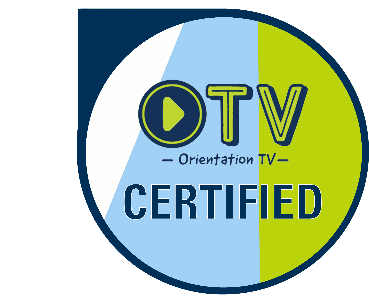 OTV
— Orientation TV —
CERTIFIED